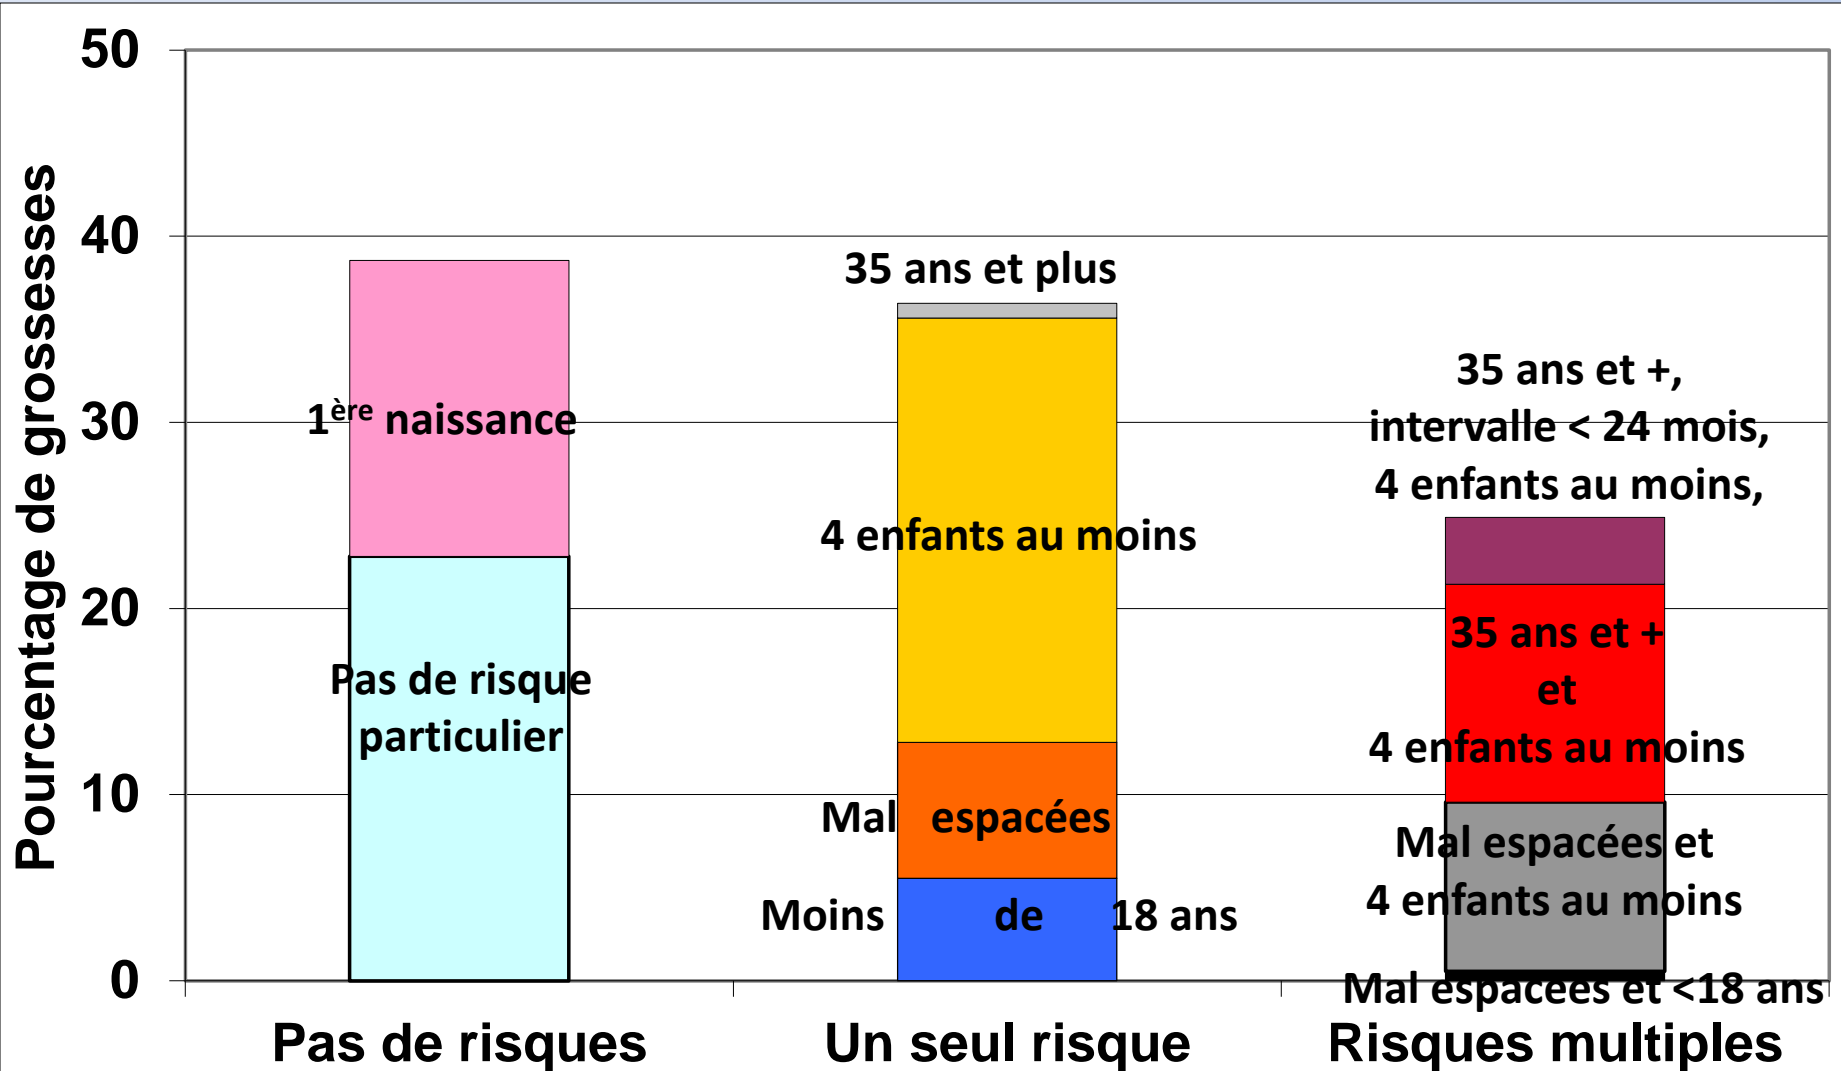 Pourcentage de grossesses
50
40
30
20
10
0
1ère naissance
Pas de risque
particulier
35 ans et plus
4 enfants au moins
Mal espacées
Moins de 18 ans
35 ans et +,
intervalle < 24 mois,
4 enfants au moins,
35 ans et +
et
4 enfants au moins
Mal espacées et
4 enfants au moins
Mal espacées et <18 ans
Pas de risques
Un seul risque
Risques multiples